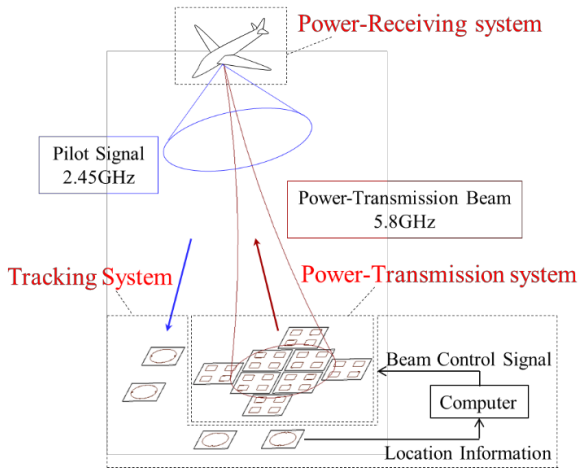 Power-Receiving system
Pilot Signal
2.45GHz
Power-Transmission Beam
5.8GHz
Tracking System
Power-Transmission system
Beam Control Signal
Computer
Location Information